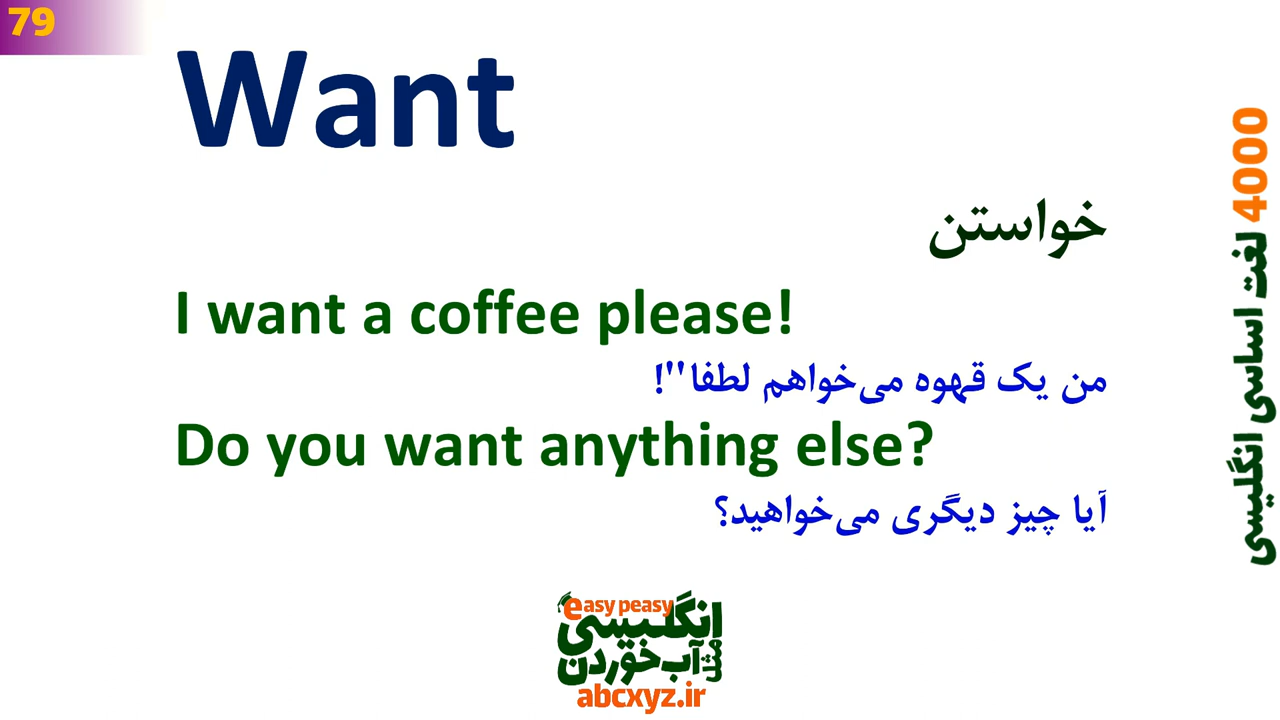 79
Want
خواستن
I want a coffee please!
من یک قهوه می‌خواهم لطفا"!
Do you want anything else?
آیا چیز دیگری می‌خواهید؟
4000 لغت اساسی انگلیسی
easy peasy
انگلیسی
مثل آب خوردن
abcxyz.ir